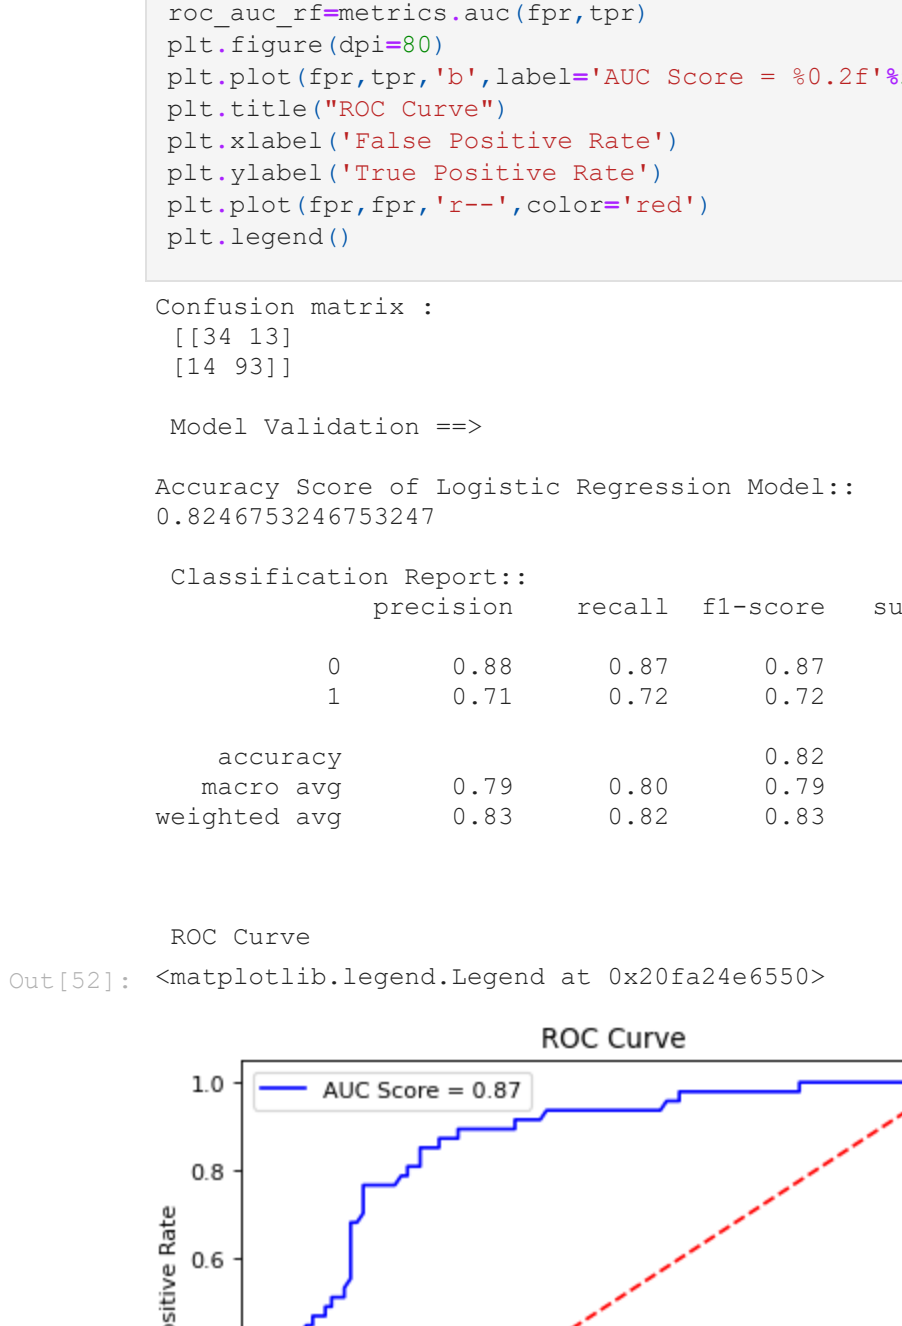 roc_auc_rf=metrics.auc(fpr,tpr)
plt.figure(dpi=80)
plt.plot(fpr,tpr,'b',label='AUC Score = %0.2f'%
plt.title("ROC Curve")
plt.xlabel('False Positive Rate')
plt.ylabel('True Positive Rate')
plt.plot(fpr,fpr,'r--',color='red')
plt.legend()
Confusion matrix :
[[34 13]
[14 93]]
Model Validation ==>
Accuracy Score of Logistic Regression Model::
0.8246753246753247
Classification Report::
precision recall f1-score su
0 0.88 0.87 0.87
1 0.71 0.72 0.72
accuracy 0.82
macro avg 0.79 0.80 0.79
weighted avg 0.83 0.82 0.83
ROC Curve
Out[52]: <matplotlib.legend.Legend at 0x20fa24e6550>
ROC Curve
AUC Score = 0.87
1.0
0.8
0.6
sitive Rate